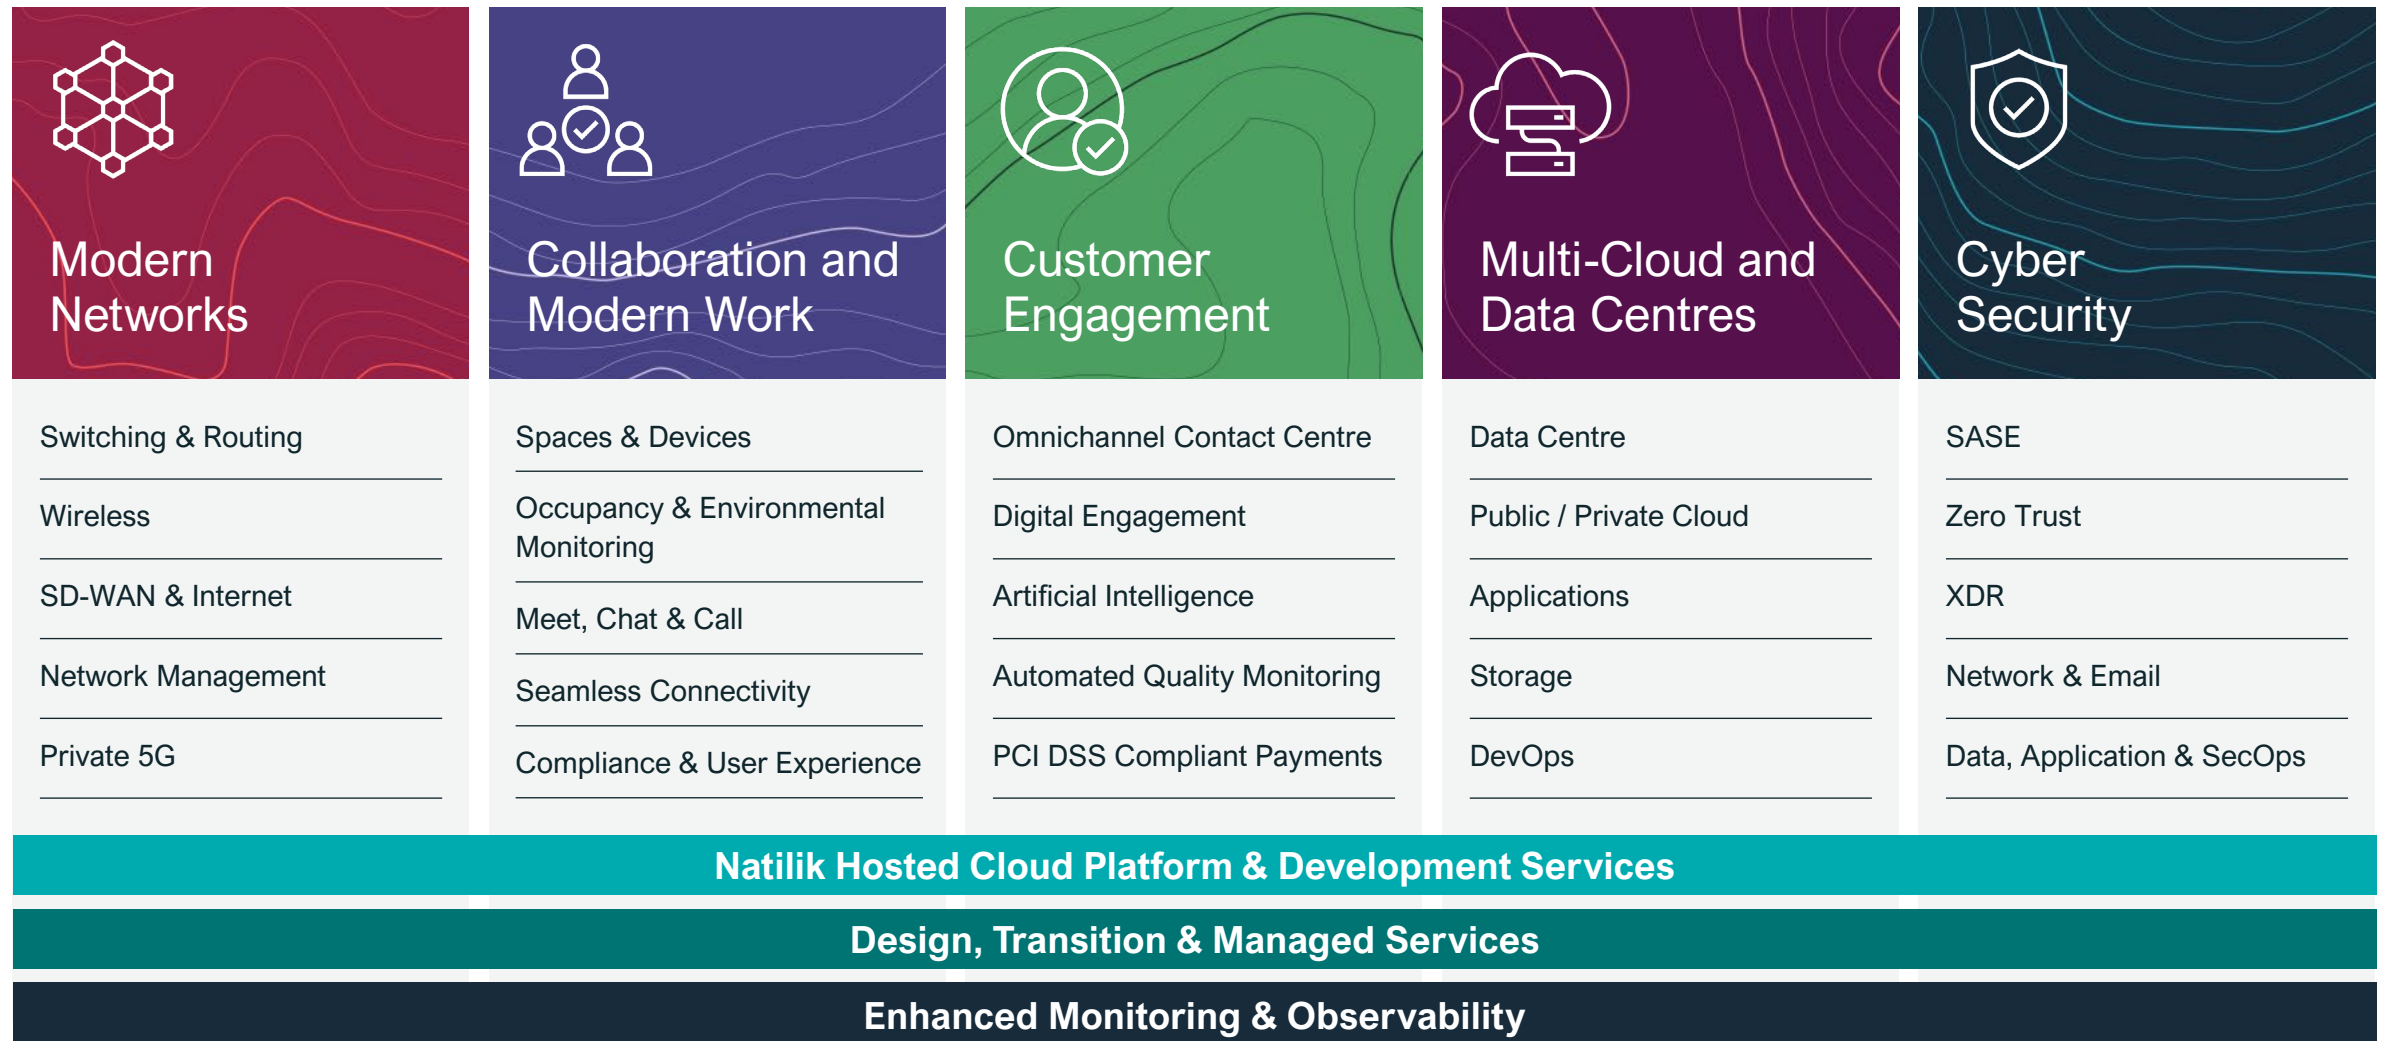 Modern
Networks
Switching & Routing
Wireless
SD-WAN & Internet
Network Management
Private 5G
Collaboration and
Modern Work
Spaces & Devices
Occupancy & Environmental
Monitoring
Meet, Chat & Call
Seamless Connectivity
Compliance & User Experience
Customer
Engagement
Omnichannel Contact Centre
Digital Engagement
Artificial Intelligence
Automated Quality Monitoring
PCI DSS Compliant Payments
Multi-Cloud and
Data Centres
Data Centre
Public / Private Cloud
Applications
Storage
DevOps
Cyber
Security
SASE
Zero Trust
XDR
Network & Email
Data, Application & SecOps
Natilik Hosted Cloud Platform & Development Services
Design, Transition & Managed Services
Enhanced Monitoring & Observability